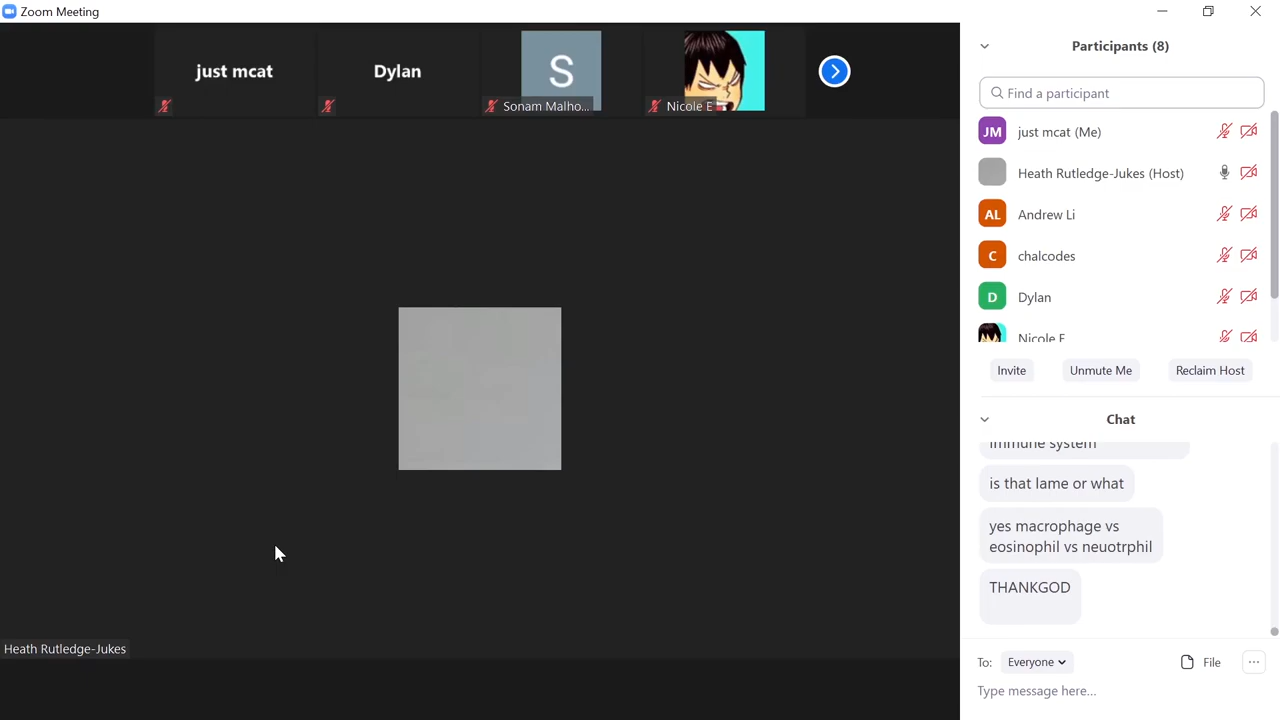 Zoom Meeting
just mcat
Dylan
S
Sonam Malho...
Nicole E
Heath Rutledge-Jukes
Participants (8)
Find a participant
JM just mcat (Me)
Heath Rutledge-Jukes (Host)
AL Andrew Li
C chalcodes
D Dylan
Nicole E
Invite Unmute Me Reclaim Host
Chat
immune system
is that lame or what
yes macrophage vs
eosinophil vs neuotrphil
THANKGOD
To: Everyone File ...
Type message here...